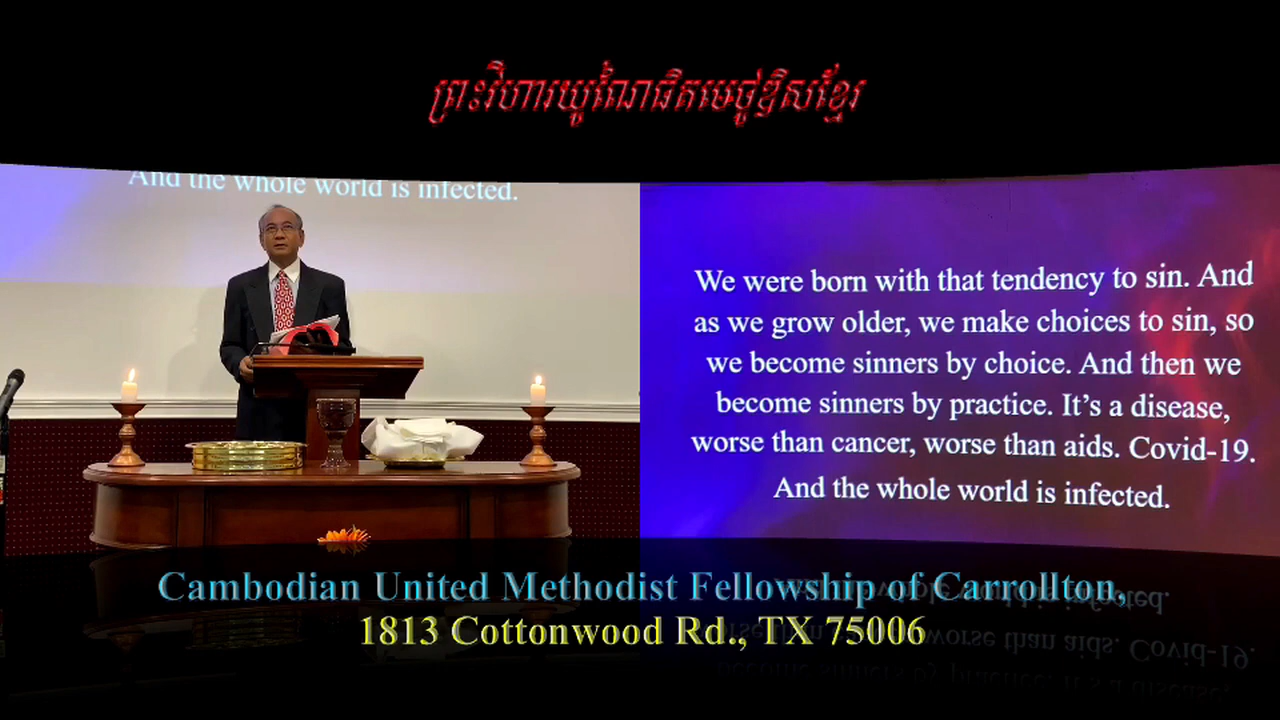 ព្រះវិហារយូណៃធិតមេថូឌីសខ្មែរ
And the whole world is infected.
We were born with that tendency to sin. And
as we grow older, we make choices to sin, so
we become sinners by choice. And then we
become sinners by practice. It’s a disease,
worse than cancer, worse than aids. Covid-19.
And the whole world is infected.
Cambodian United Methodist Fellowship of Carrollton,
1813 Cottonwood Rd., TX 75006